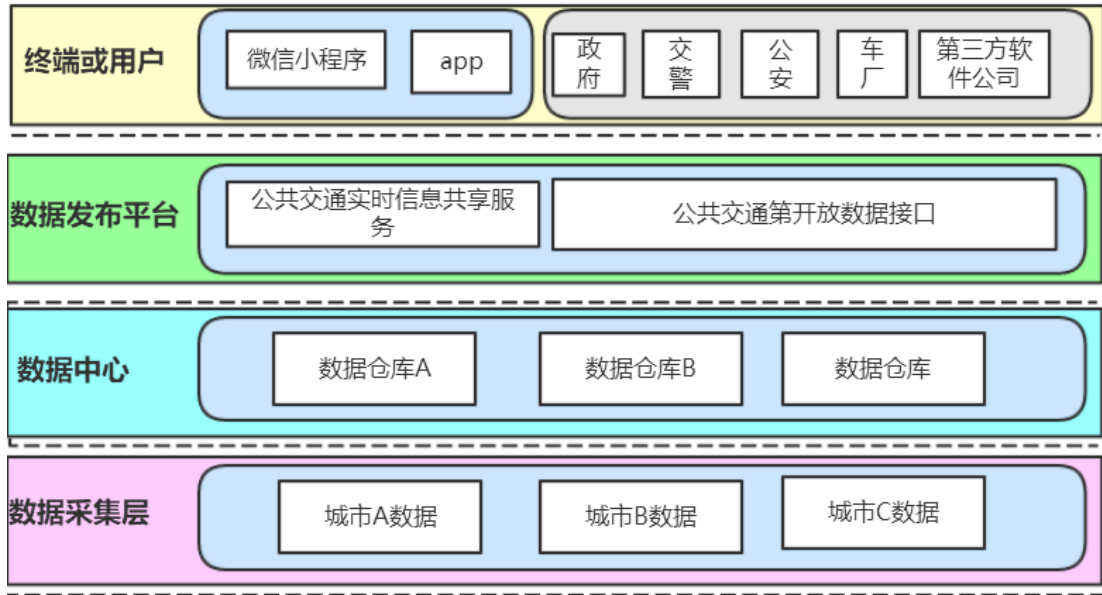 终端或用户
微信小程序
app
政
府
交
警
公
安
车
厂
第三方软
件公司
数据发布平台
公共交通实时信息共享服
务
公共交通第开放数据接口
数据中心
数据仓库A
数据仓库B
数据仓库
数据采集层
城市A数据
城市B数据
城市C数据